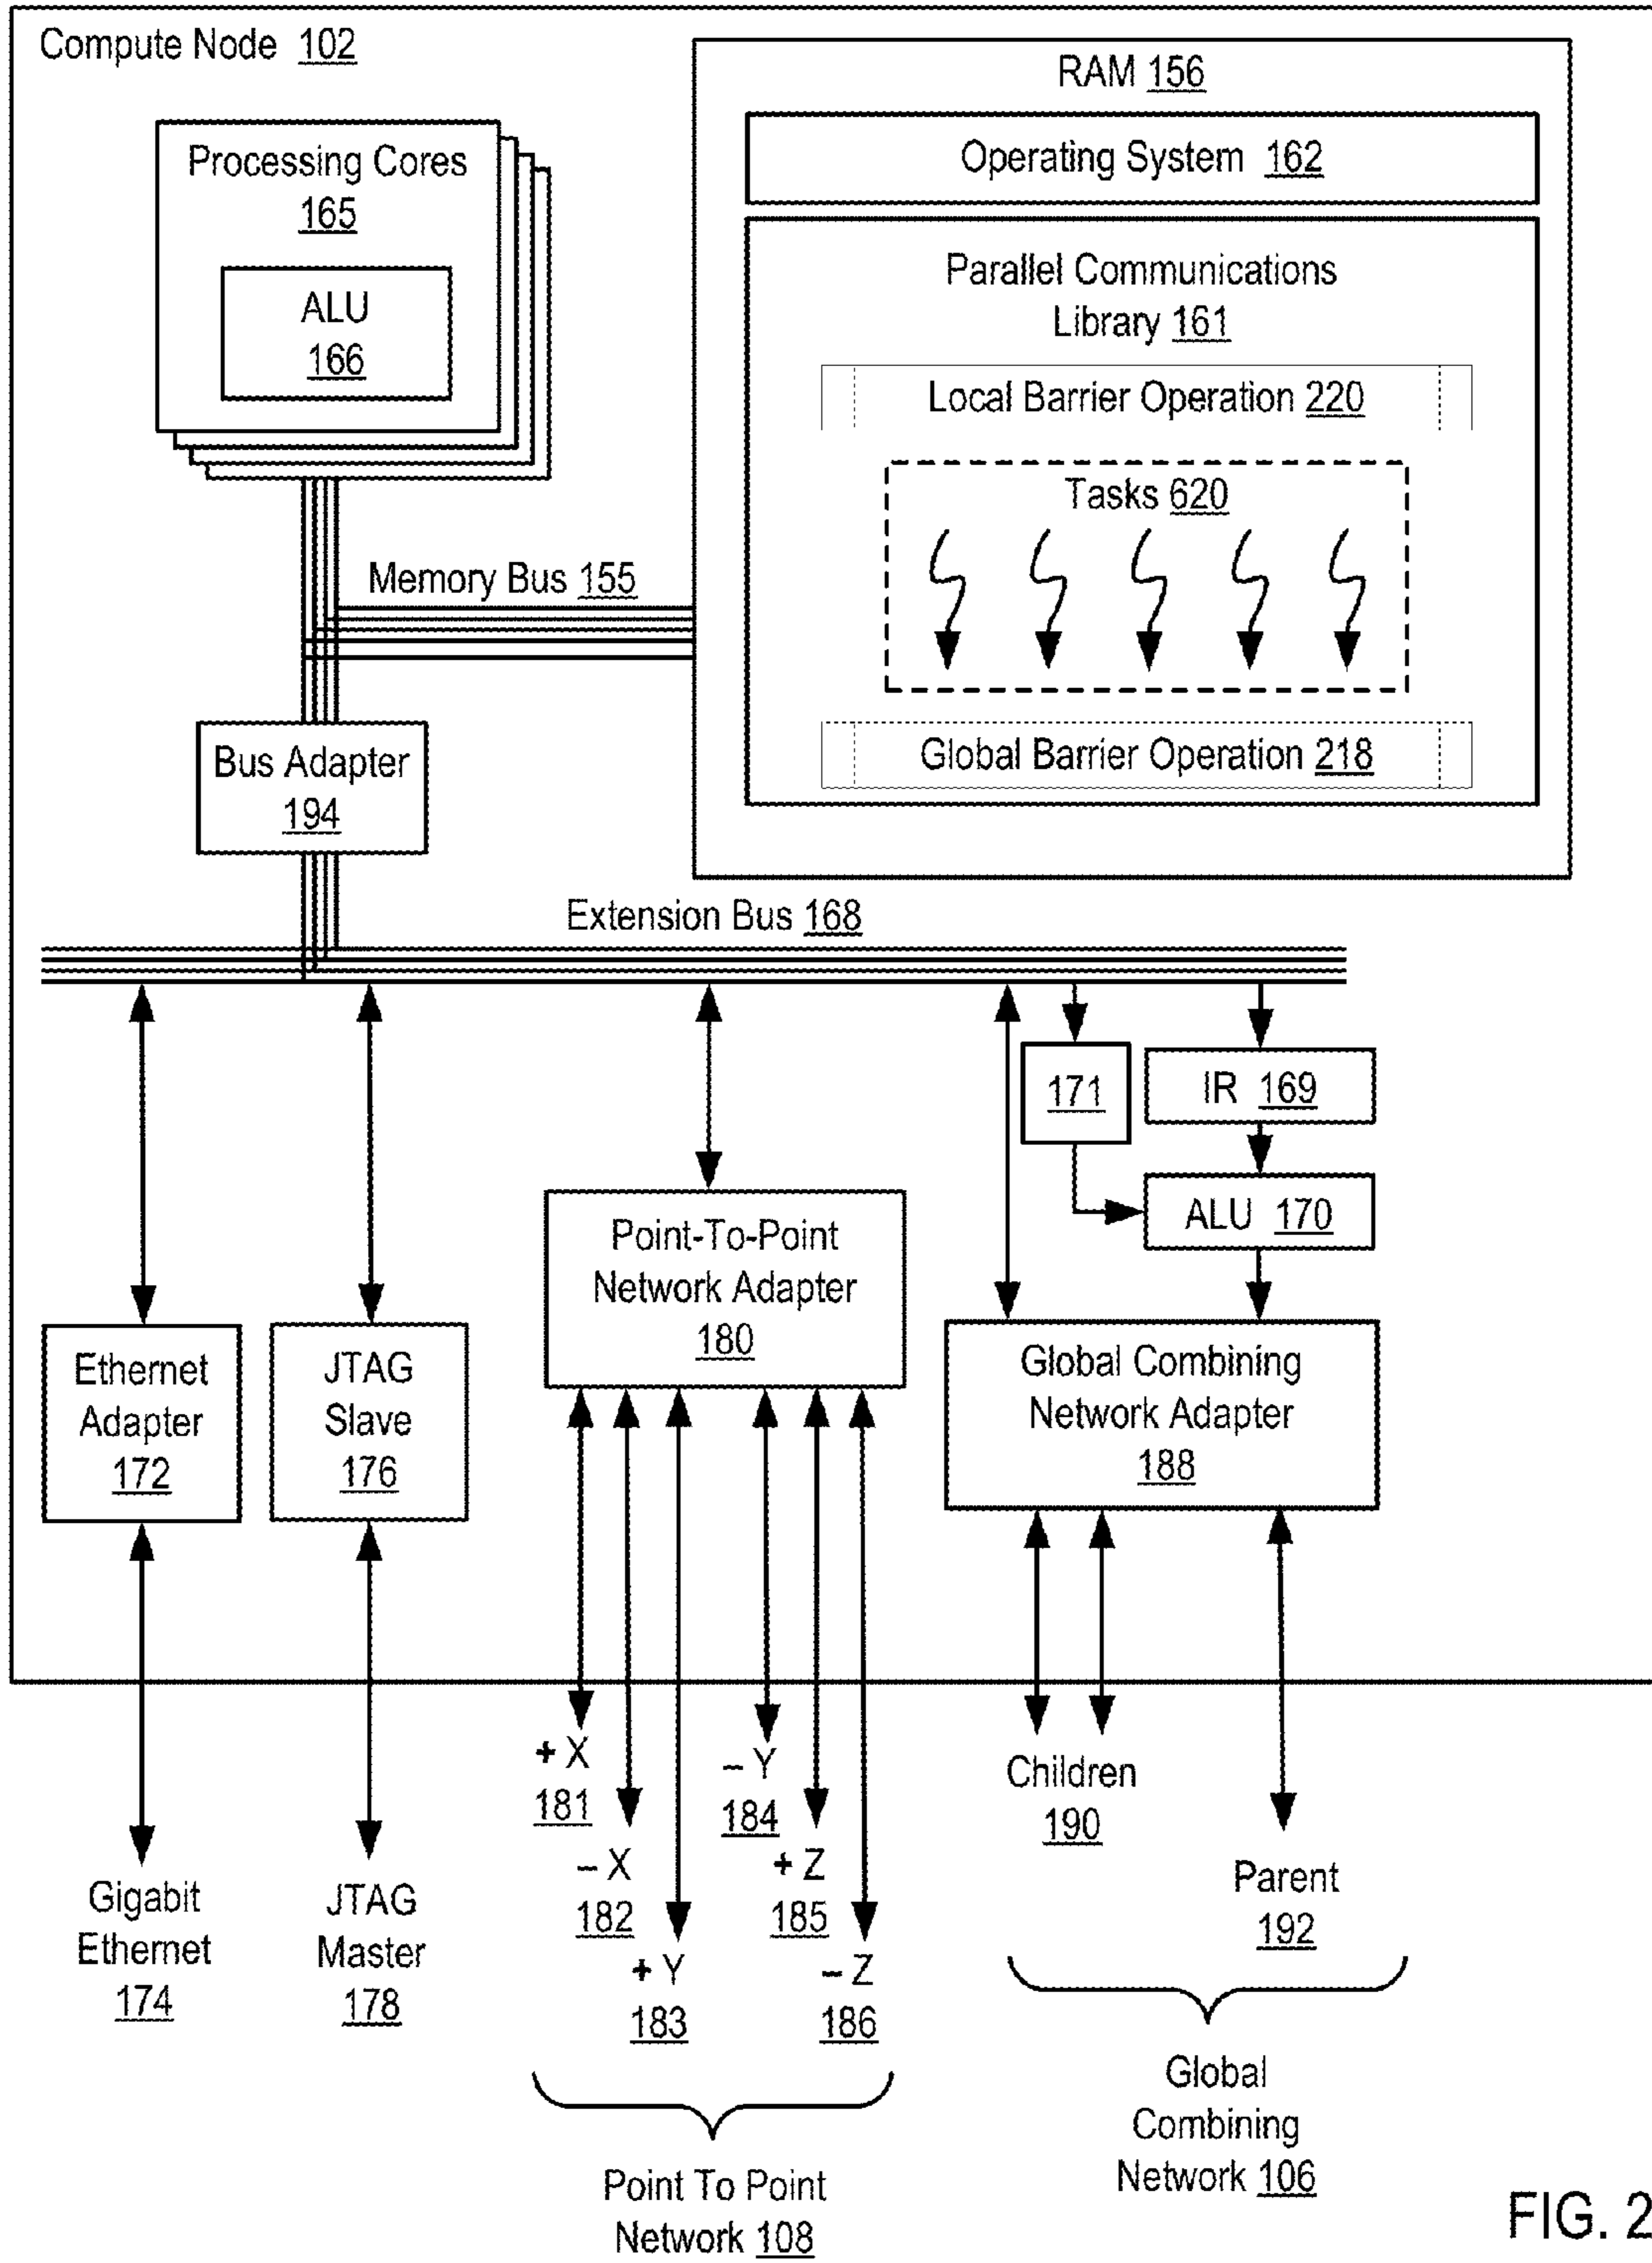 Compute Node 102
RAM 156
Operating System 162
Processing Cores
165
ALU
166
Parallel Communications
Library 161
Local Barrier Operation 220
Tasks 620
Memory Bus 155
Global Barrier Operation 218
Bus Adapter
194
Extension Bus 168
171
IR 169
ALU 170
Point-To-Point
Network Adapter
180
Ethernet
Adapter
172
JTAG
Slave
176
Global Combining
Network Adapter
188
+ X
181
– X
182
+ Y
183
– Y
184
+ Z
185
– Z
186
Children
190
Parent
192
Gigabit
Ethernet
174
JTAG
Master
178
Point To Point
Network 108
Global
Combining
Network 106
FIG. 2